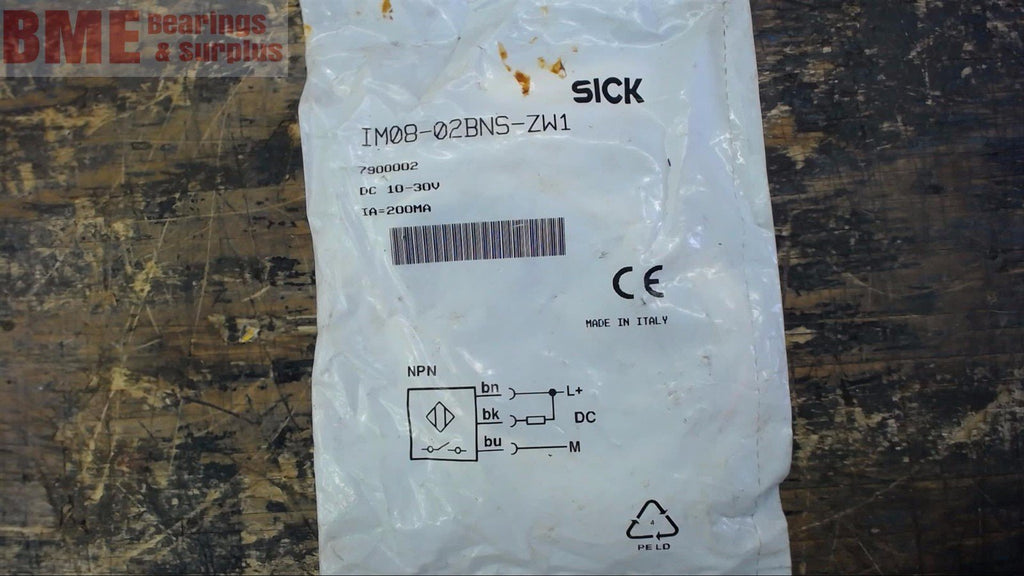 BME Bearings & surplus
SICK
IM08-02BNS-ZW1
7900002
DC 10-30V
IA=200MA
CE
MADE IN ITALY
NPN
bn L+
bk DC
bu M
4
PE LD